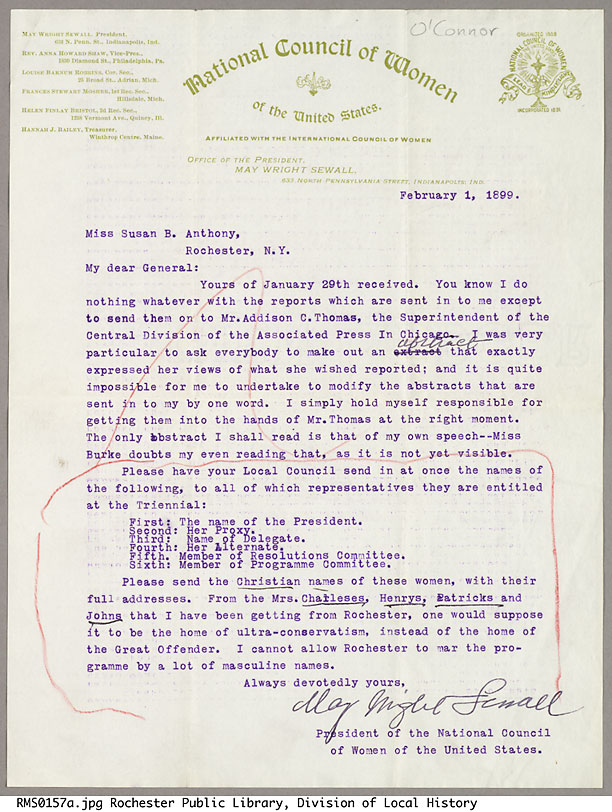 O'Connor
MAY WRIGHT SEWALL, President,
633 N. Penn. St., Indianapolis, Ind.
REV. ANNA HOWARD SHAW, Vice-Pres.,
1830 Diamond St., Philadelphia, Pa.
LOUISE BARNUM ROBBINS, Cor. Sec.,
Broad St., Adrian, Mich.
FRANCES STEWART MOSHER, 1st Rec. Sec.,
Hillsdale, Mich.
HELEN FINLAY BRISTOL, 2d Rec. Sec.,
Vermont Ave., Quincy, Ill.
HANNAH J. BAILEY, Treasurer,
Winthrop Centre, Maine.
National Council of Women
of the United States.
AFFILIATED WITH THE INTERNATIONAL COUNCIL OF WOMEN
ORGANIZED 1888
NATIONAL COUNCIL OF WOMEN
INCORPORATED 1891
OFFICE OF THE PRESIDENT,
MAY WRIGHT SEWALL,
633 NORTH PENNSYLVANIA STREET, INDIANAPOLIS, IND.
February 1, 1899.
Miss Susan B. Anthony,
Rochester, N.Y.
My dear General:
Yours of January 29th received. You know I do
nothing whatever with the reports which are sent in to me except
to send them on to Mr.Addison C.Thomas, the Superintendent of the
Central Division of the Associated Press In Chicago. I was very
abstract
particular to ask everybody to make out an extract that exactly
expressed her views of what she wished reported; and it is quite
impossible for me to undertake to modify the abstracts that are
sent in to my by one word. I simply hold myself responsible for
getting them into the hands of Mr.Thomas at the right moment.
The only abstract I shall read is that of my own speech--Miss
Burke doubts my even reading that, as it is not yet visible.
Please have your Local Council send in at once the names of
the following, to all of which representatives they are entitled
at the Triennial:
First: The name of the President.
Second: Her Proxy.
Third: Name of Delegate.
Fourth: Her Alternate.
Fifth. Member of Resolutions Committee.
Sixth: Member of Programme Committee.
Please send the Christian names of these women, with their
full addresses. From the Mrs. Charleses, Henrys, Patricks and
Johns that I have been getting from Rochester, one would suppose
it to be the home of ultra-conservatism, instead of the home of
the Great Offender. I cannot allow Rochester to mar the pro-
gramme by a lot of masculine names.
Always devotedly yours,
May Wright Sewall
President of the National Council
of Women of the United States.
RMS0157a.jpg Rochester Public Library, Division of Local History